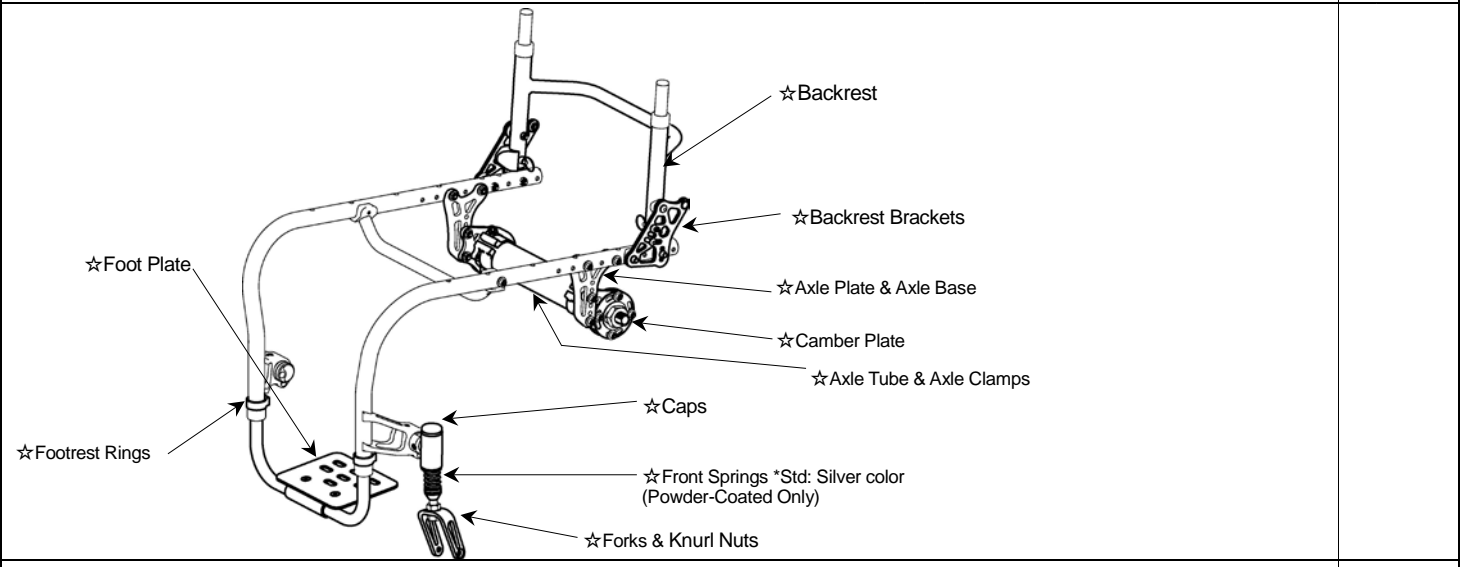 ☆Backrest
☆Backrest Brackets
☆Foot Plate
☆Axle Plate & Axle Base
☆Camber Plate
☆Axle Tube & Axle Clamps
☆Caps
☆Footrest Rings
☆Front Springs *Std: Silver color
(Powder-Coated Only)
☆Forks & Knurl Nuts